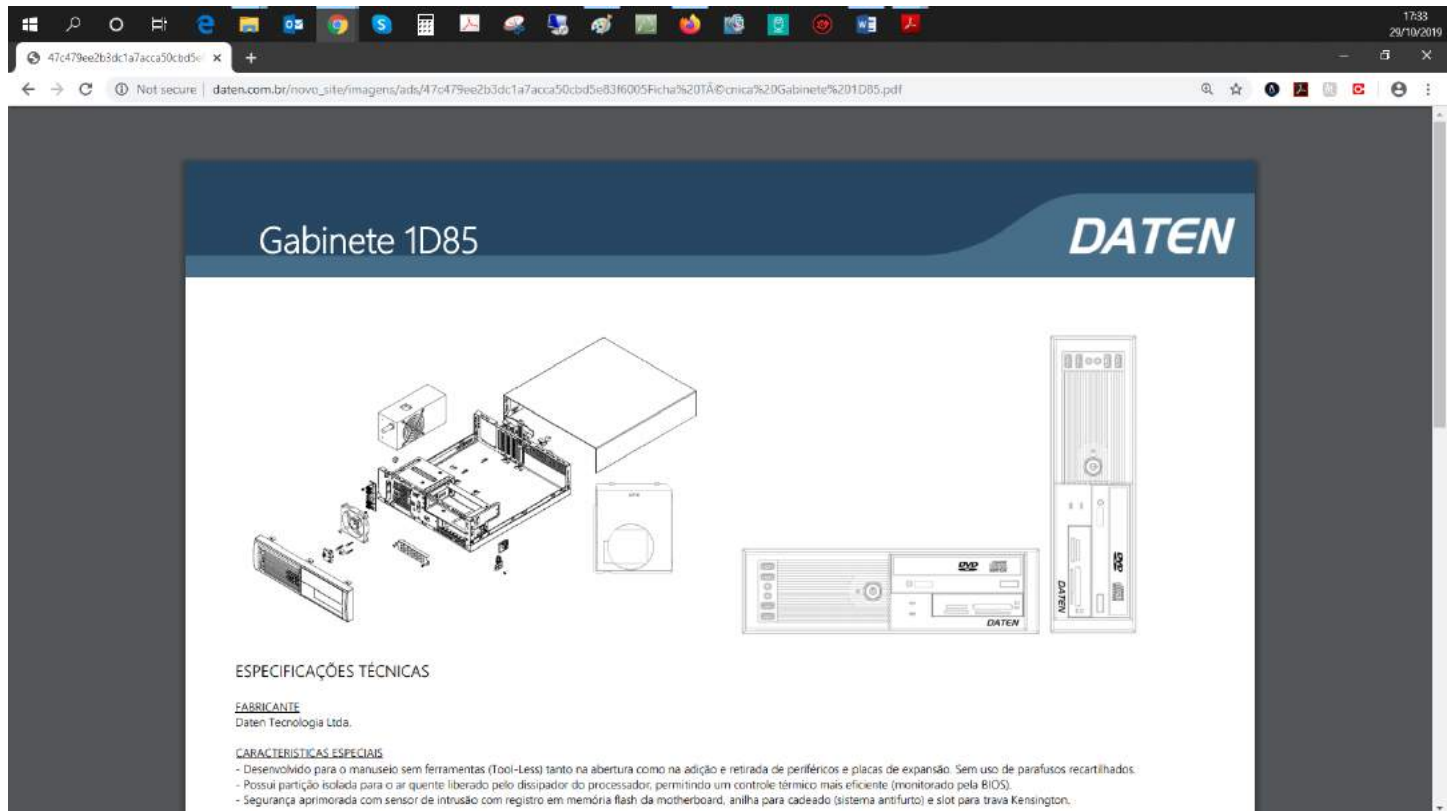 17:33
29/10/2019
47c479ee2b3dc1a7acca50cbd5e
Not secure | daten.com.br/novo_site/imagens/ads/47c479ee2b3dc1a7acca50cbd5e83f6005Ficha%20TÃ©cnica%20Gabinete%201D85.pdf
Gabinete 1D85
DATEN
DVD
DATEN
DVD
DATEN
ESPECIFICAÇÕES TÉCNICAS
FABRICANTE
Daten Tecnologia Ltda.
CARACTERISTICAS ESPECIAIS
- Desenvolvido para o manuseio sem ferramentas (Tool-Less) tanto na abertura como na adição e retirada de periféricos e placas de expansão. Sem uso de parafusos recartilhados.
- Possui partição isolada para o ar quente liberado pelo dissipador do processador, permitindo um controle térmico mais eficiente (monitorado pela BIOS).
- Segurança aprimorada com sensor de intrusão com registro em memória flash da motherboard, anilha para cadeado (sistema antifurto) e slot para trava Kensington.